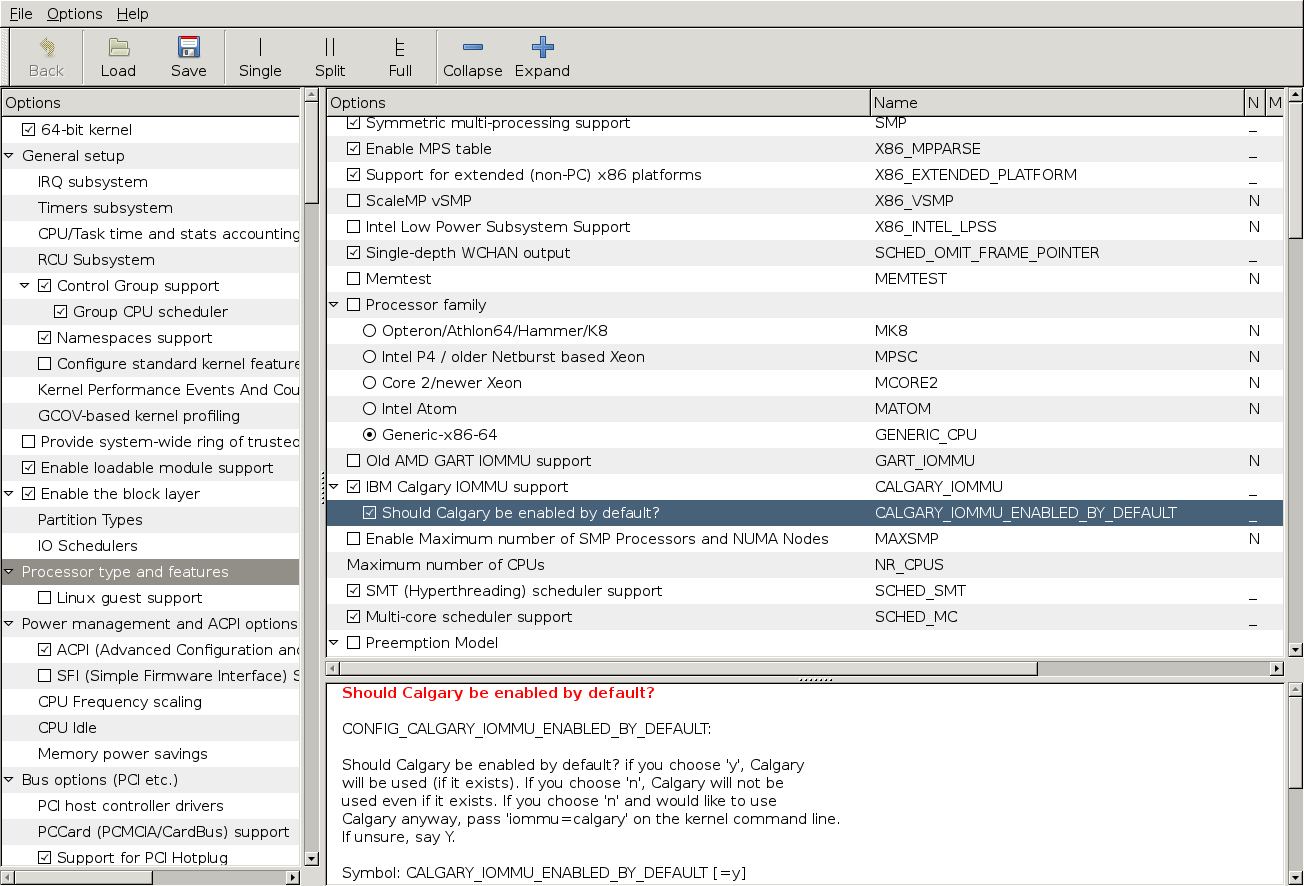 File Options Help
Back Load Save Single Split Full Collapse Expand
Options
64-bit kernel
General setup
IRQ subsystem
Timers subsystem
CPU/Task time and stats accounting
RCU Subsystem
Control Group support
Group CPU scheduler
Namespaces support
Configure standard kernel feature
Kernel Performance Events And Cou
GCOV-based kernel profiling
Provide system-wide ring of trusted
Enable loadable module support
Enable the block layer
Partition Types
IO Schedulers
Processor type and features
Linux guest support
Power management and ACPI options
ACPI (Advanced Configuration and
SFI (Simple Firmware Interface) S
CPU Frequency scaling
CPU Idle
Memory power savings
Bus options (PCI etc.)
PCI host controller drivers
PCCard (PCMCIA/CardBus) support
Support for PCI Hotplug
Options Name N M
Symmetric multi-processing support SMP _
Enable MPS table X86_MPPARSE _
Support for extended (non-PC) x86 platforms X86_EXTENDED_PLATFORM _
ScaleMP vSMP X86_VSMP N
Intel Low Power Subsystem Support X86_INTEL_LPSS N
Single-depth WCHAN output SCHED_OMIT_FRAME_POINTER _
Memtest MEMTEST N
Processor family
Opteron/Athlon64/Hammer/K8 MK8 N
Intel P4 / older Netburst based Xeon MPSC N
Core 2/newer Xeon MCORE2 N
Intel Atom MATOM N
Generic-x86-64 GENERIC_CPU
Old AMD GART IOMMU support GART_IOMMU N
IBM Calgary IOMMU support CALGARY_IOMMU _
Should Calgary be enabled by default? CALGARY_IOMMU_ENABLED_BY_DEFAULT _
Enable Maximum number of SMP Processors and NUMA Nodes MAXSMP N
Maximum number of CPUs NR_CPUS
SMT (Hyperthreading) scheduler support SCHED_SMT _
Multi-core scheduler support SCHED_MC _
Preemption Model
Should Calgary be enabled by default?
CONFIG_CALGARY_IOMMU_ENABLED_BY_DEFAULT:
Should Calgary be enabled by default? if you choose 'y', Calgary
will be used (if it exists). If you choose 'n', Calgary will not be
used even if it exists. If you choose 'n' and would like to use
Calgary anyway, pass 'iommu=calgary' on the kernel command line.
If unsure, say Y.
Symbol: CALGARY_IOMMU_ENABLED_BY_DEFAULT [=y]